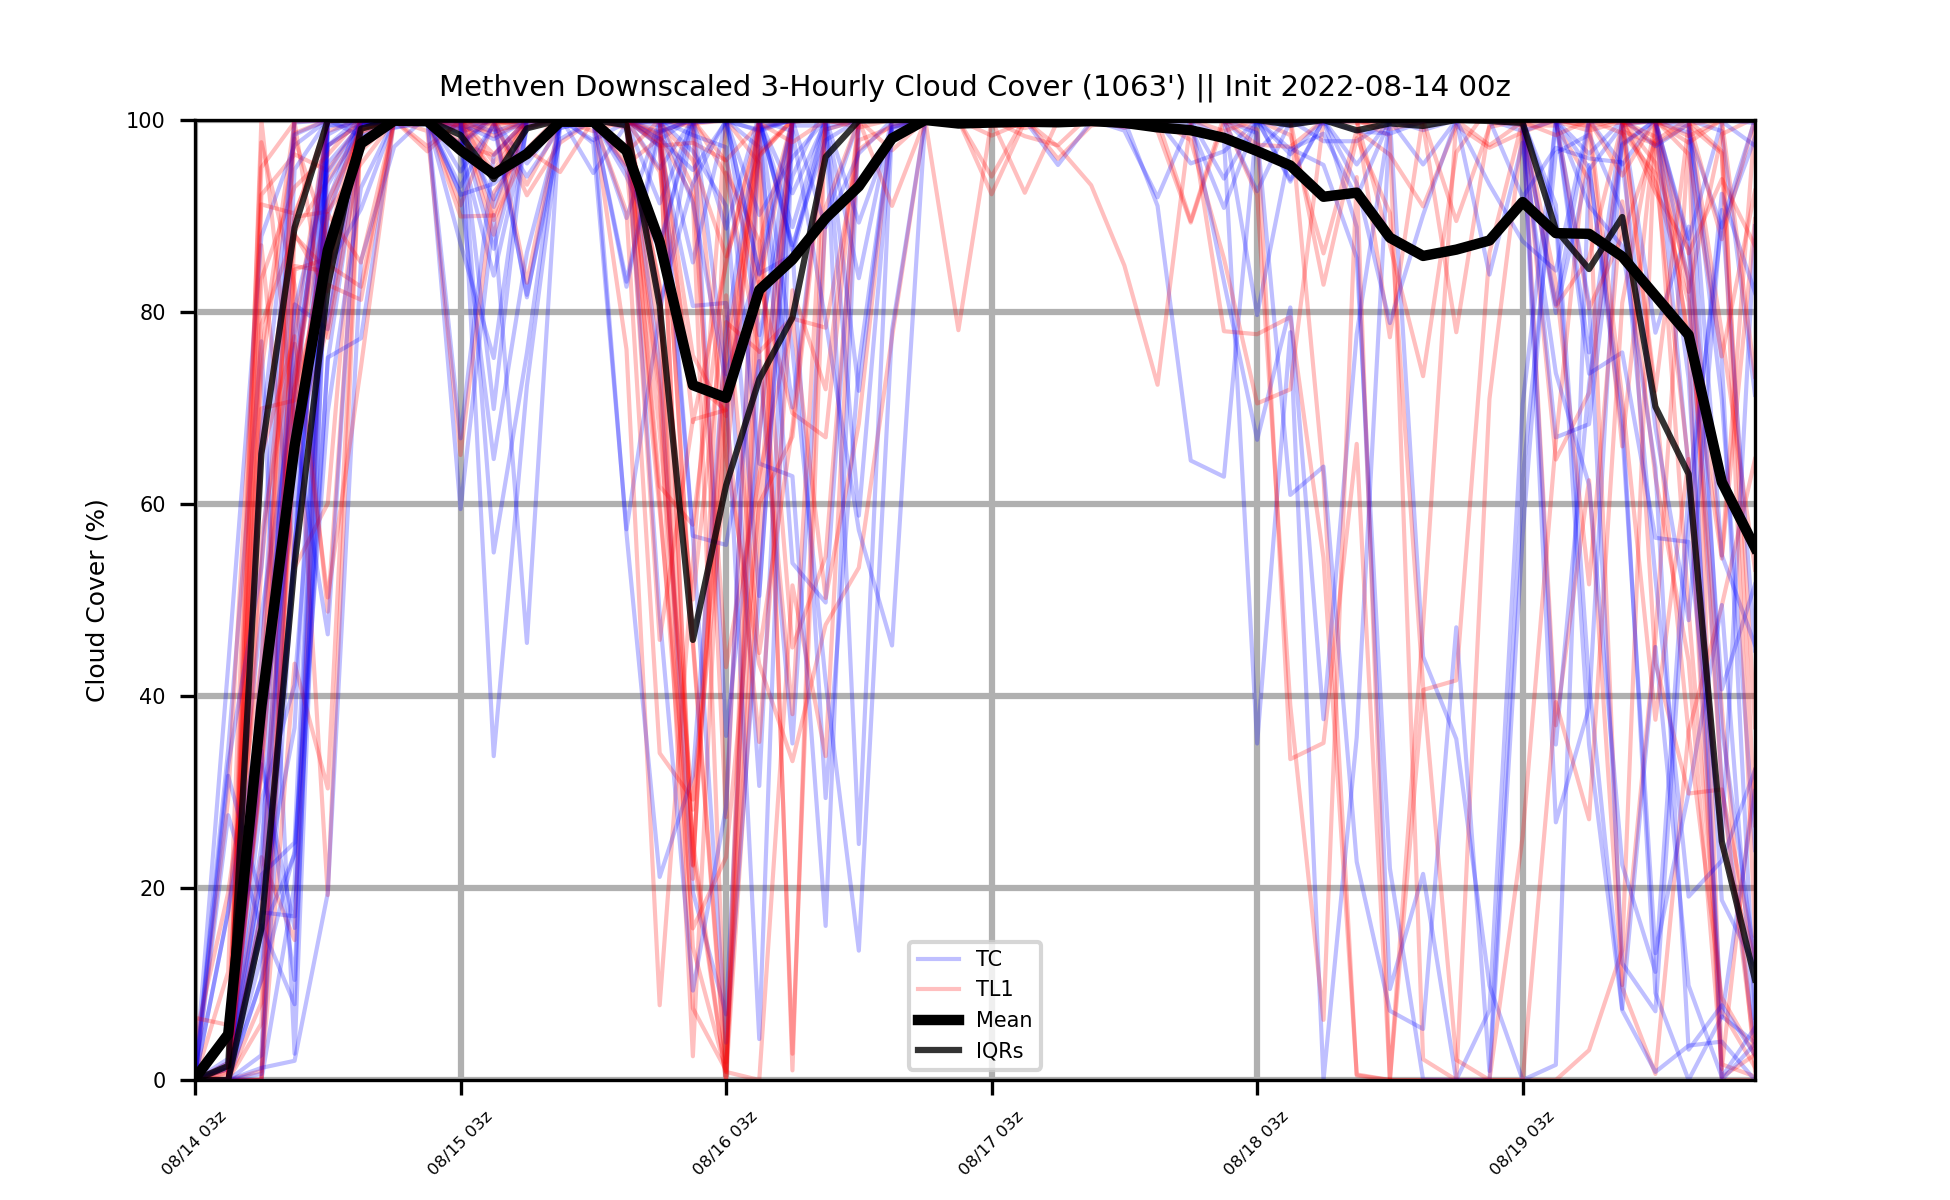 Methven Downscaled 3-Hourly Cloud Cover (1063') || Init 2022-08-14 00z
Cloud Cover (%)
100
80
60
40
20
0
TC
TL1
Mean
IQRs
08/14 03z
08/15 03z
08/16 03z
08/17 03z
08/18 03z
08/19 03z